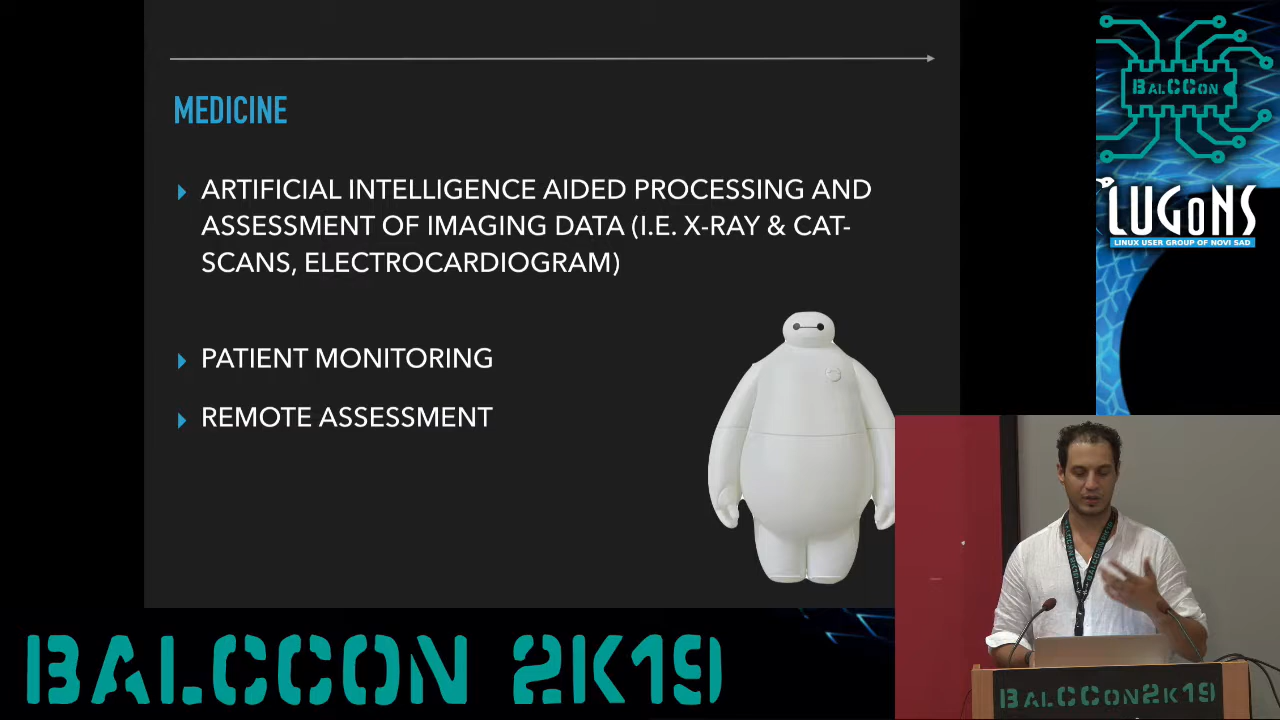 MEDICINE
ARTIFICIAL INTELLIGENCE AIDED PROCESSING AND
ASSESSMENT OF IMAGING DATA (I.E. X-RAY & CAT-
SCANS, ELECTROCARDIOGRAM)
PATIENT MONITORING
REMOTE ASSESSMENT
BALCCON
LUGONS
LINUX USER GROUP OF NOVI SAD
BALCCON 2K19
BALCCON2K19